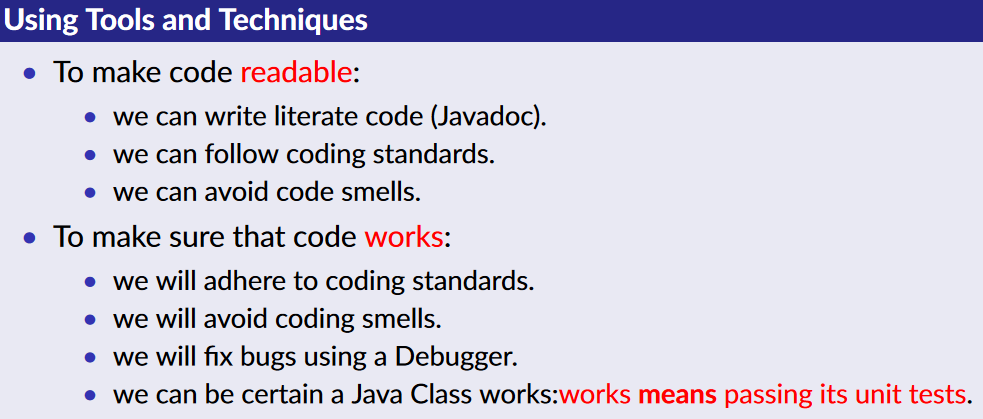 Using Tools and Techniques
• To make code readable:
• we can write literate code (Javadoc).
• we can follow coding standards.
• we can avoid code smells.
• To make sure that code works:
• we will adhere to coding standards.
• we will avoid coding smells.
• we will fix bugs using a Debugger.
• we can be certain a Java Class works:works means passing its unit tests.